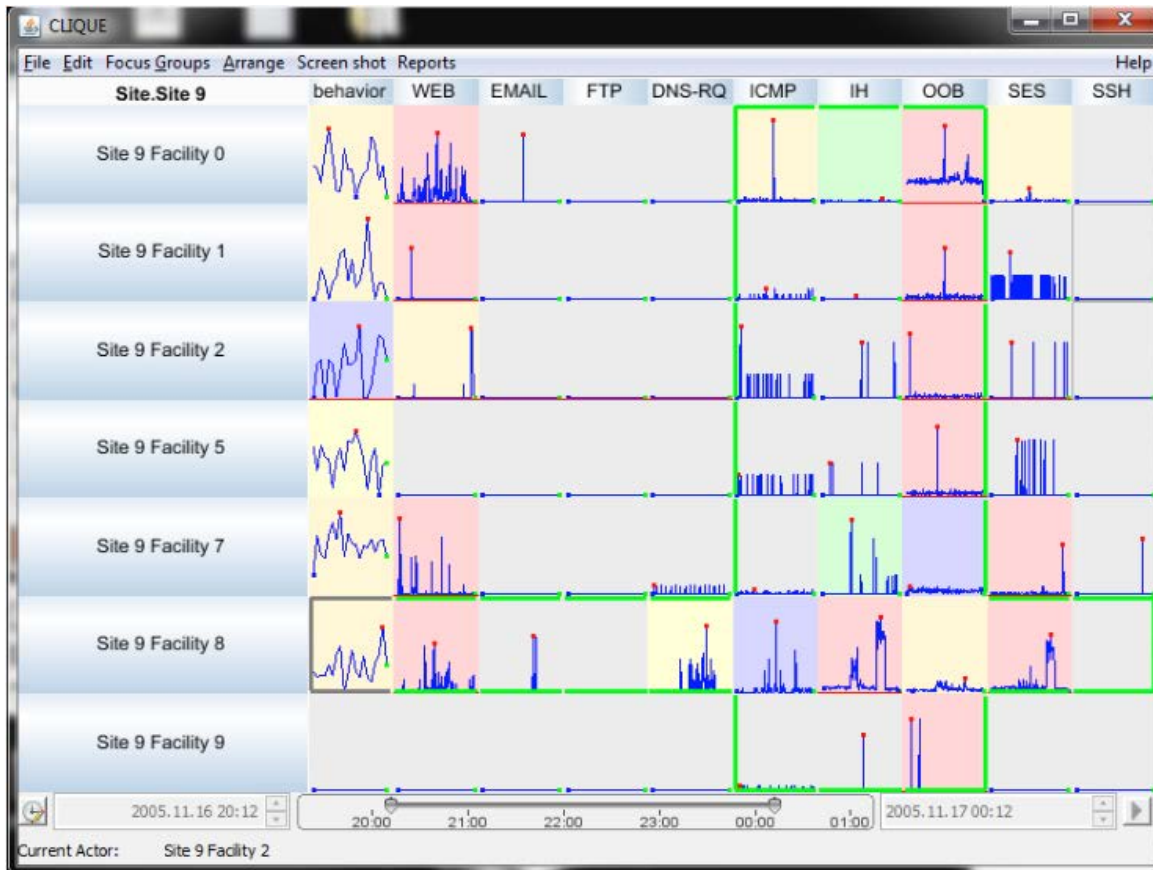 CLIQUE
File Edit Focus Groups Arrange Screen shot Reports Help
Site.Site 9 behavior WEB EMAIL FTP DNS-RQ ICMP IH OOB SES SSH
Site 9 Facility 0
Site 9 Facility 1
Site 9 Facility 2
Site 9 Facility 5
Site 9 Facility 7
Site 9 Facility 8
Site 9 Facility 9
2005.11.16 20:12 2005.11.17 00:12
20:00 21:00 22:00 23:00 00:00 01:00
Current Actor: Site 9 Facility 2